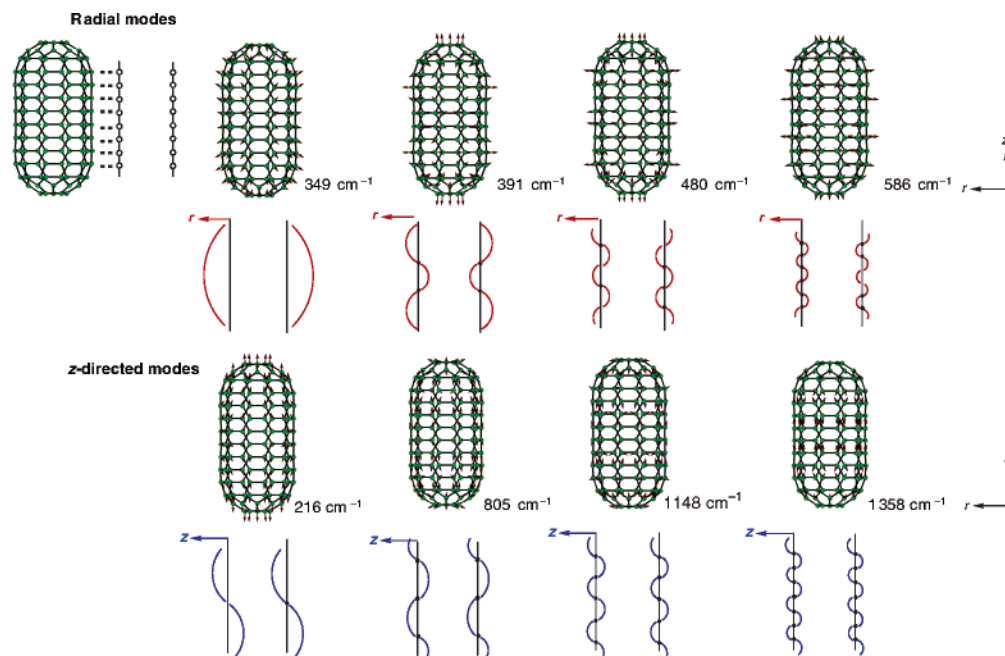 Radial modes
349 cm⁻¹
391 cm⁻¹
480 cm⁻¹
586 cm⁻¹
z
r
r
r
r
r
z-directed modes
216 cm⁻¹
805 cm⁻¹
1148 cm⁻¹
1358 cm⁻¹
r
z
z
z
z